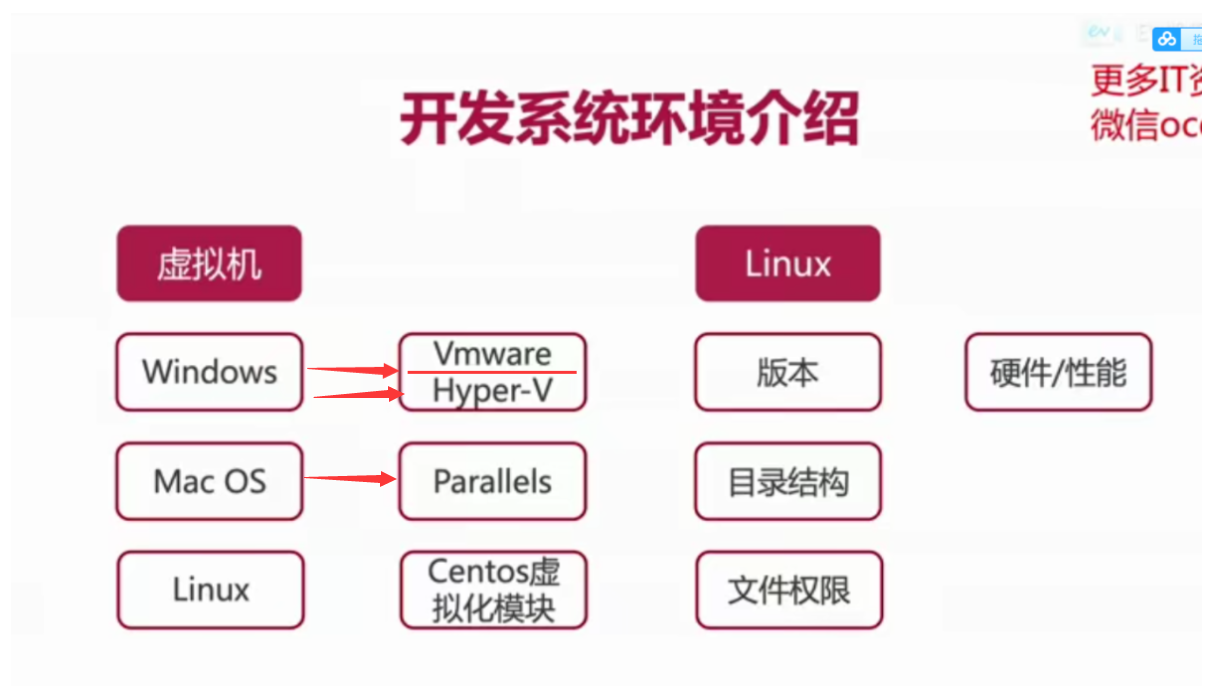 更多IT
微信oc
开发系统环境介绍
虚拟机
Linux
Windows
Vmware
Hyper-V
版本
硬件/性能
Mac OS
Parallels
目录结构
Linux
Centos虚
拟化模块
文件权限